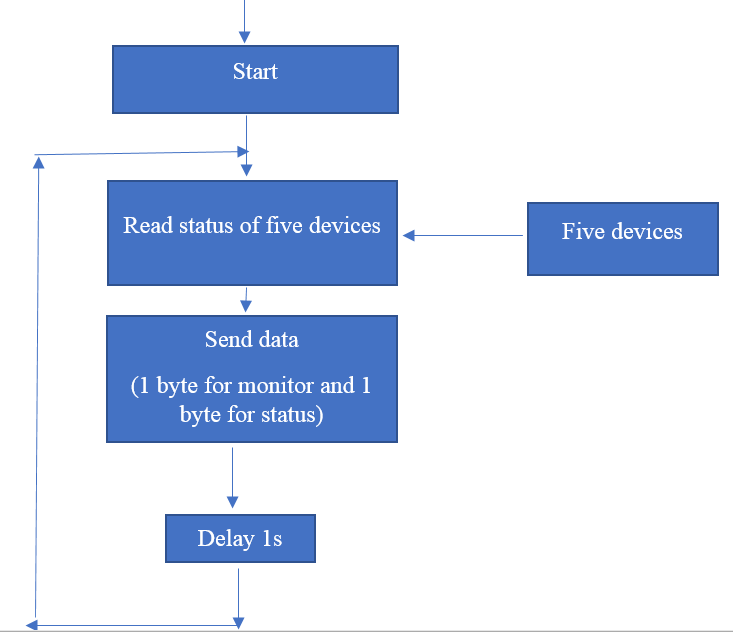 Start
Read status of five devices
Five devices
Send data
(1 byte for monitor and 1
byte for status)
Delay 1s